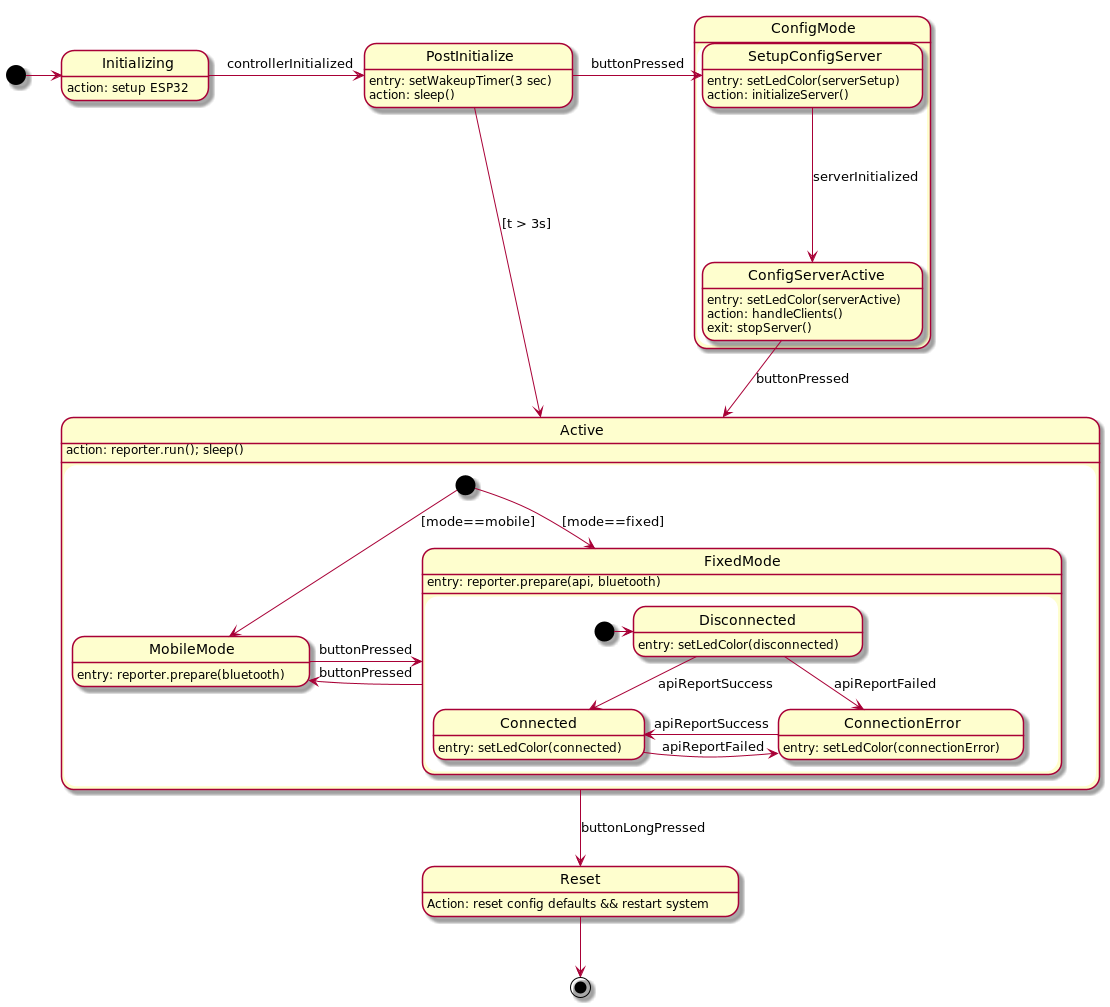 ConfigMode
Initializing
action: setup ESP32
controllerInitialized
PostInitialize
entry: setWakeupTimer(3 sec)
action: sleep()
buttonPressed
SetupConfigServer
entry: setLedColor(serverSetup)
action: initializeServer()
serverInitialized
[t > 3s]
ConfigServerActive
entry: setLedColor(serverActive)
action: handleClients()
exit: stopServer()
buttonPressed
Active
action: reporter.run(); sleep()
[mode==mobile]
[mode==fixed]
FixedMode
entry: reporter.prepare(api, bluetooth)
Disconnected
entry: setLedColor(disconnected)
MobileMode
entry: reporter.prepare(bluetooth)
buttonPressed
buttonPressed
apiReportSuccess
apiReportFailed
Connected
entry: setLedColor(connected)
apiReportSuccess
apiReportFailed
ConnectionError
entry: setLedColor(connectionError)
buttonLongPressed
Reset
Action: reset config defaults && restart system